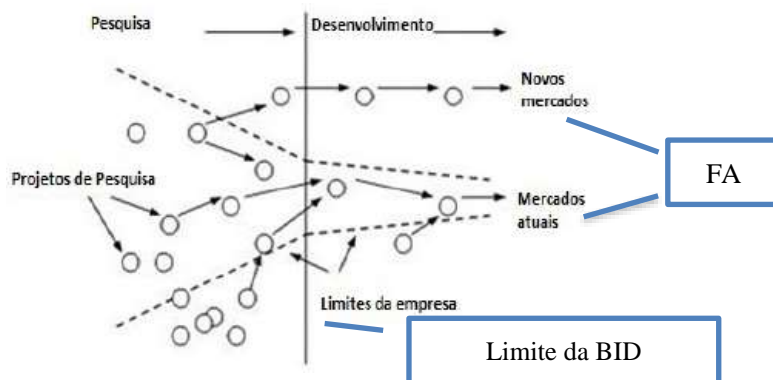 Pesquisa
Desenvolvimento
Novos
mercados
FA
Projetos de Pesquisa
Mercados
atuais
Limites da empresa
Limite da BID